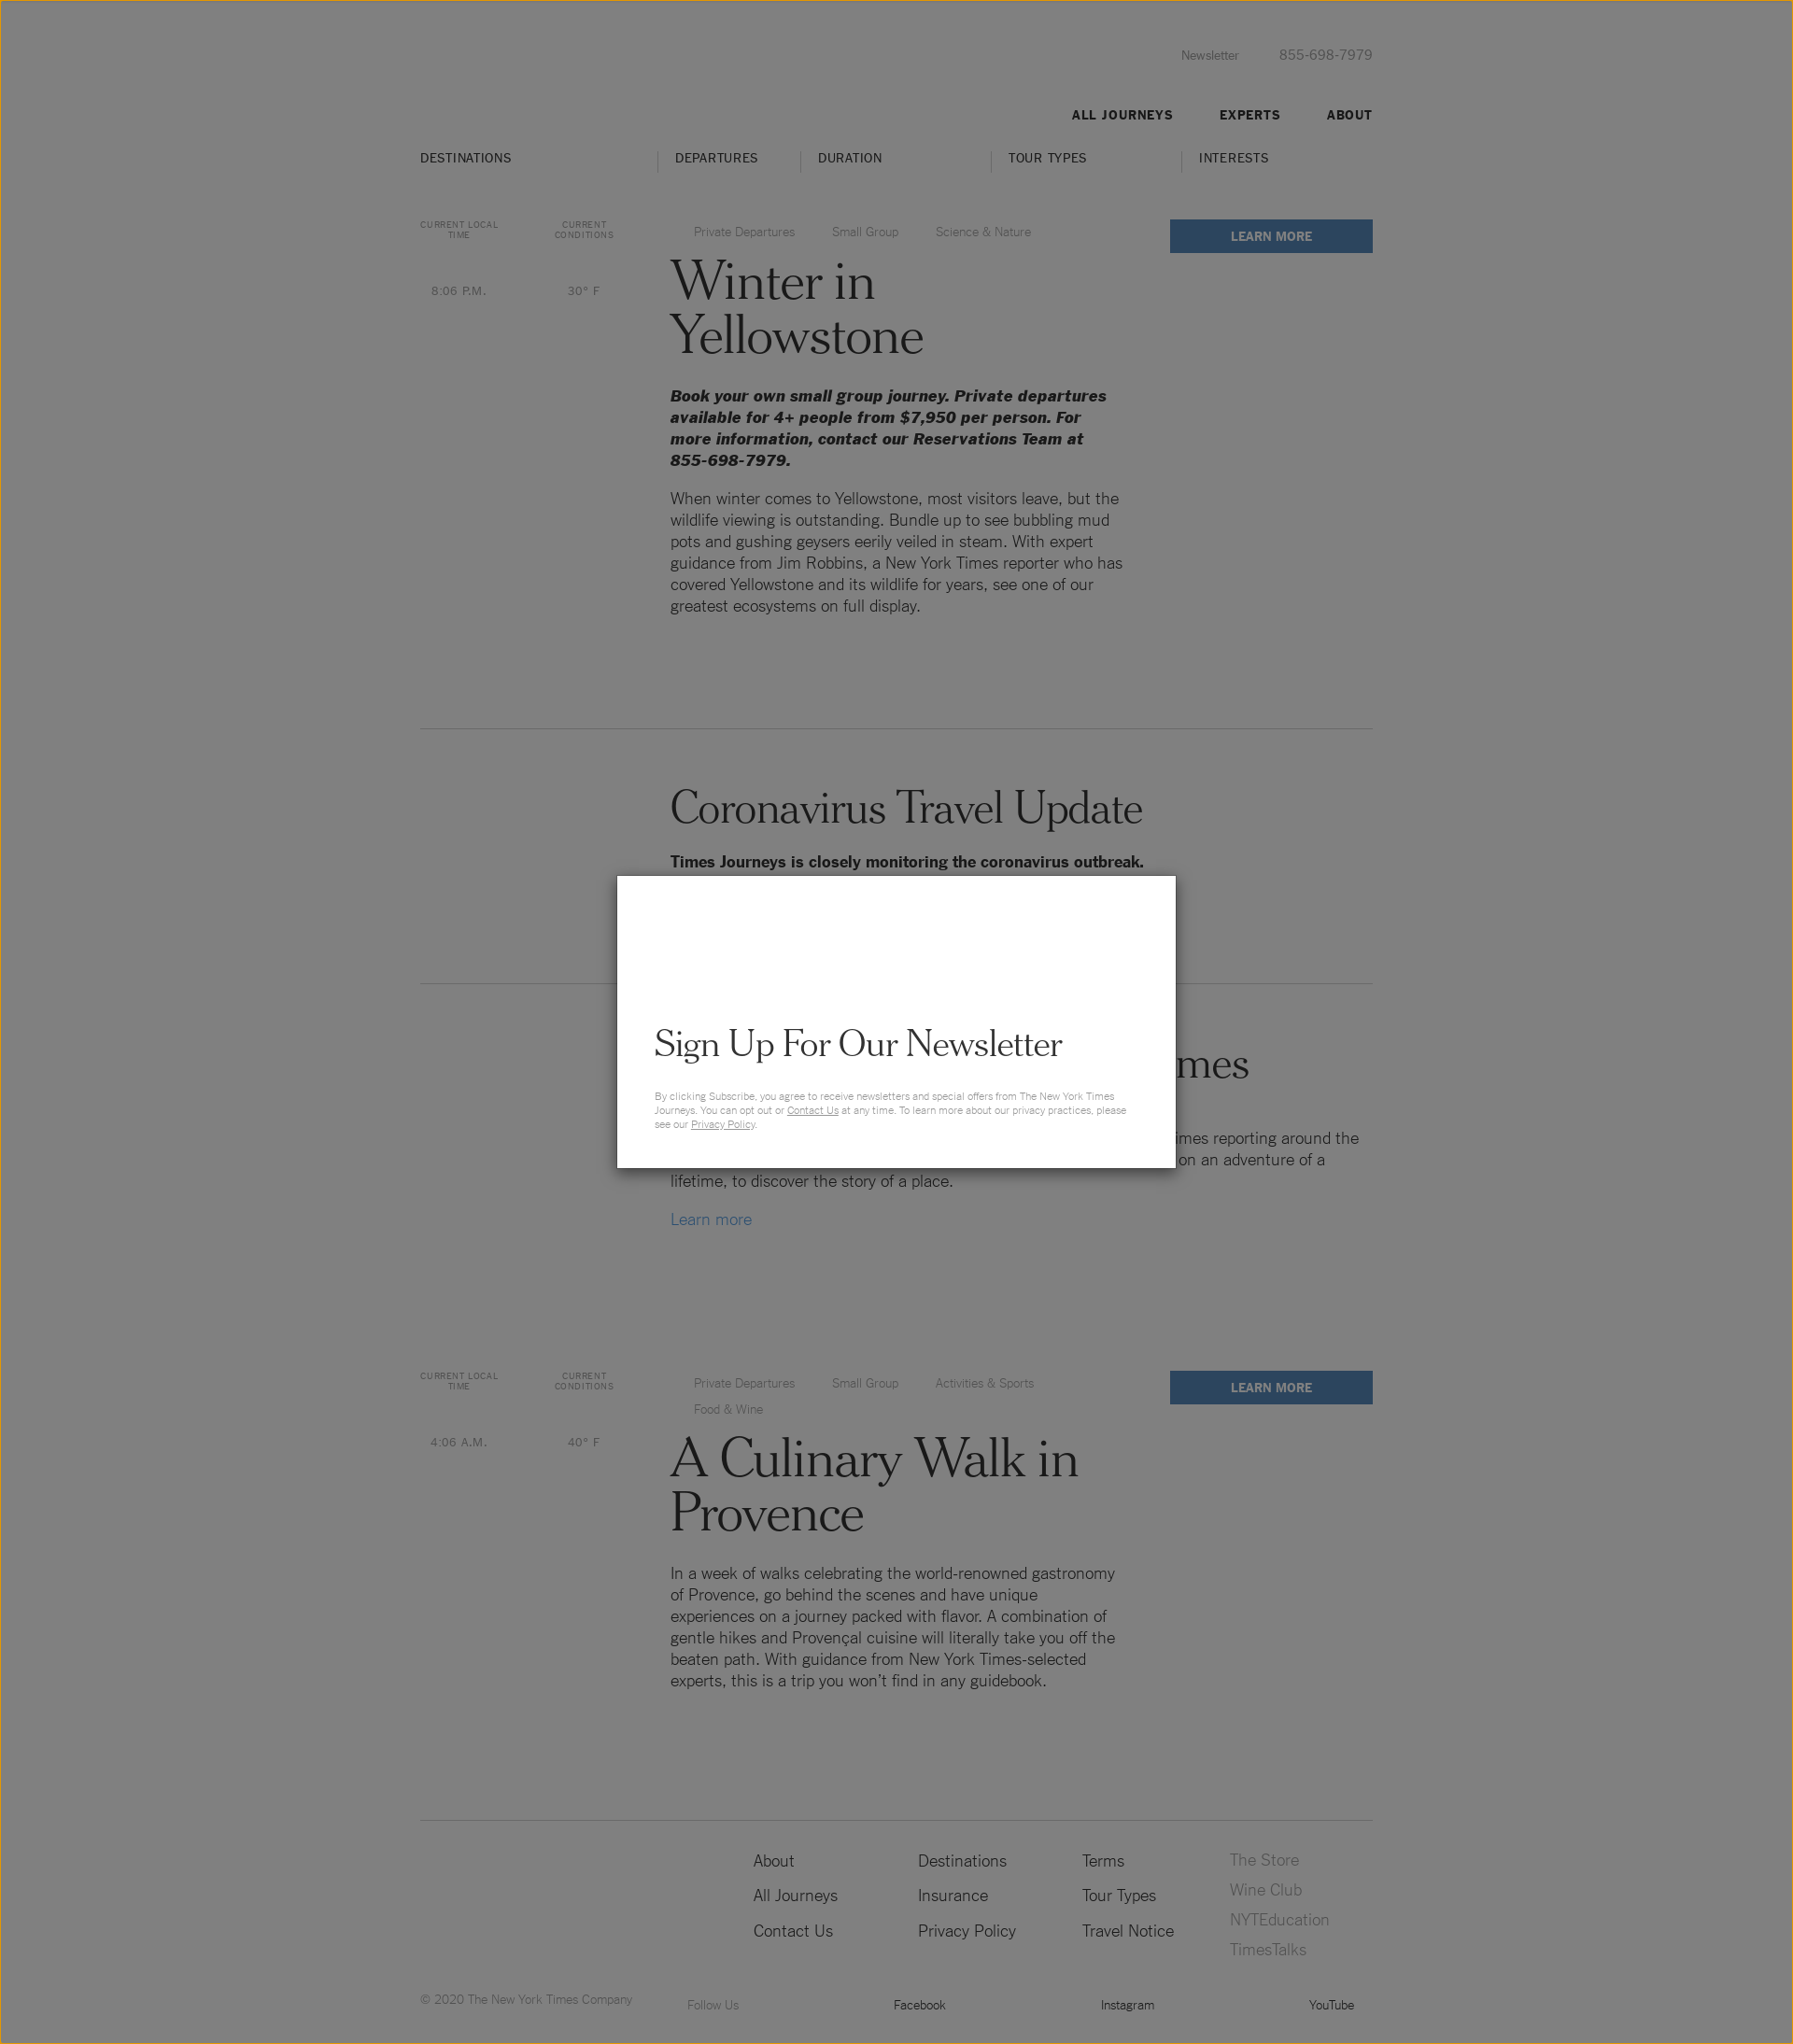 Newsletter
855-698-7979
ALL JOURNEYS
EXPERTS
ABOUT
DESTINATIONS
DEPARTURES
DURATION
TOUR TYPES
INTERESTS
CURRENT LOCAL
TIME
8:06 P.M.
CURRENT
CONDITIONS
30° F
Private Departures
Small Group
Science & Nature
LEARN MORE
Winter in
Yellowstone
Book your own small group journey. Private departures
available for 4+ people from $7,950 per person. For
more information, contact our Reservations Team at
855-698-7979.
When winter comes to Yellowstone, most visitors leave, but the
wildlife viewing is outstanding. Bundle up to see bubbling mud
pots and gushing geysers eerily veiled in steam. With expert
guidance from Jim Robbins, a New York Times reporter who has
covered Yellowstone and its wildlife for years, see one of our
greatest ecosystems on full display.
Coronavirus Travel Update
Times Journeys is closely monitoring the coronavirus outbreak.
Sign Up For Our Newsletter
By clicking Subscribe, you agree to receive newsletters and special offers from The New York Times
Journeys. You can opt out or Contact Us at any time. To learn more about our privacy practices, please
see our Privacy Policy.
mes
imes reporting around the
on an adventure of a
lifetime, to discover the story of a place.
Learn more
CURRENT LOCAL
TIME
4:06 A.M.
CURRENT
CONDITIONS
40° F
Private Departures
Small Group
Activities & Sports
Food & Wine
LEARN MORE
A Culinary Walk in
Provence
In a week of walks celebrating the world-renowned gastronomy
of Provence, go behind the scenes and have unique
experiences on a journey packed with flavor. A combination of
gentle hikes and Provençal cuisine will literally take you off the
beaten path. With guidance from New York Times-selected
experts, this is a trip you won’t find in any guidebook.
About
All Journeys
Contact Us
Destinations
Insurance
Privacy Policy
Terms
Tour Types
Travel Notice
The Store
Wine Club
NYTEducation
TimesTalks
© 2020 The New York Times Company
Follow Us
Facebook
Instagram
YouTube